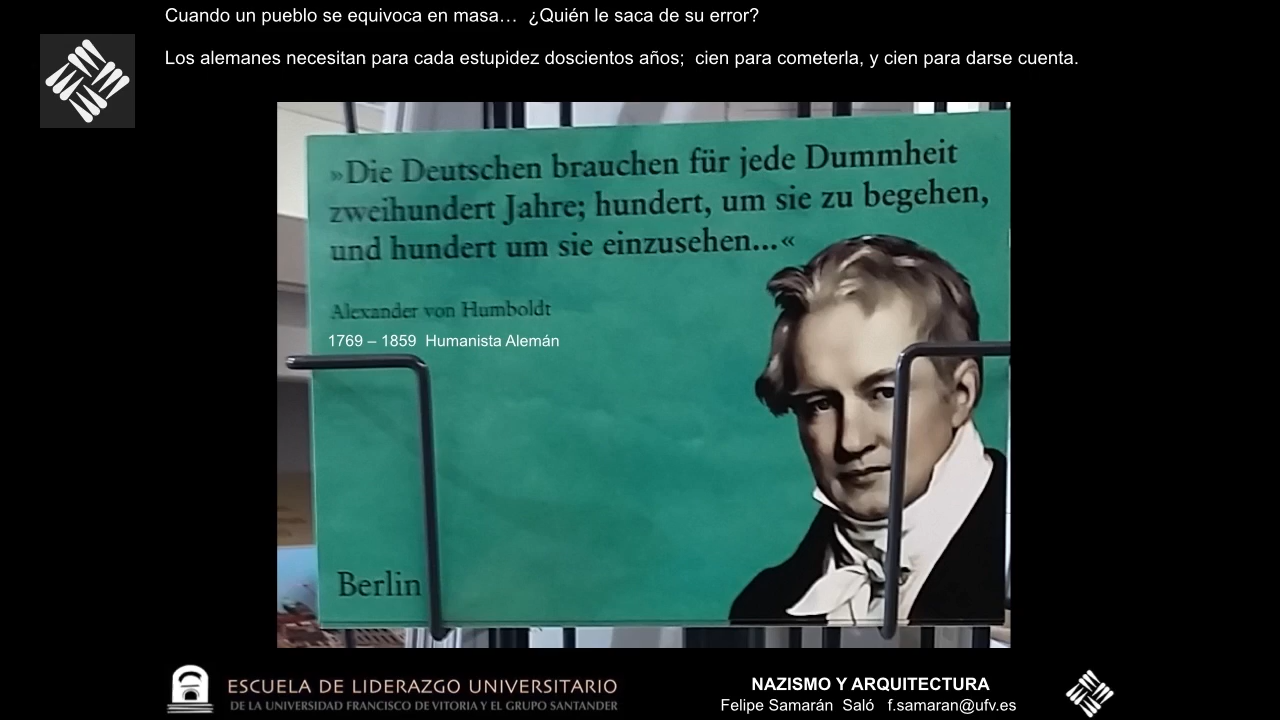 Cuando un pueblo se equivoca en masa… ¿Quién le saca de su error?
Los alemanes necesitan para cada estupidez doscientos años; cien para cometerla, y cien para darse cuenta.
»Die Deutschen brauchen für jede Dummheit
zweihundert Jahre; hundert, um sie zu begehen,
und hundert um sie einzusehen...«
Alexander von Humboldt
1769 – 1859 Humanista Alemán
Berlin
ESCUELA DE LIDERAZGO UNIVERSITARIO
DE LA UNIVERSIDAD FRANCISCO DE VITORIA Y EL GRUPO SANTANDER
NAZISMO Y ARQUITECTURA
Felipe Samarán Saló f.samaran@ufv.es